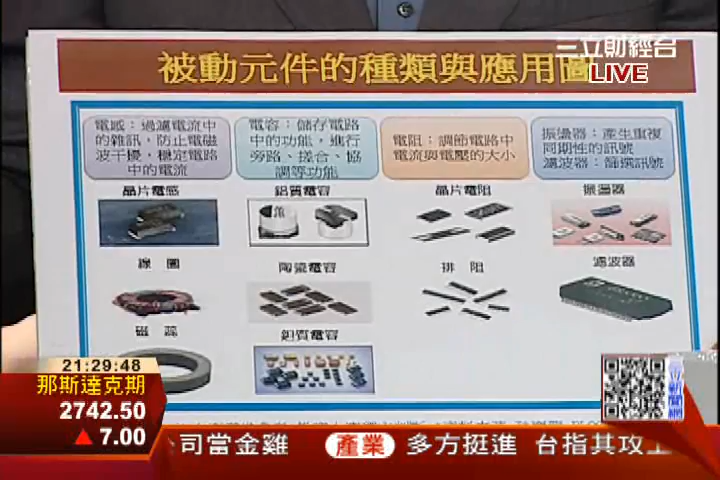 三立財經台
LIVE
被動元件的種類與應用圖
電感：過濾電流中
的雜訊，防止電磁
波干擾，穩定電路
中的電流
電容：儲存電路
中的功能，進行
旁路、搓合、協
調等功能
電阻：調節電路中
電流與電壓的大小
振盪器：產生重複
同期性的訊號
濾波器：篩選訊號
晶片電感
鋁質電容
晶片電阻
振盪器
線圈
陶瓷電容
排阻
濾波器
磁蕊
鉭質電容
21:29:48
那斯達克期
2742.50
▲7.00
公司當金雞
產業
多方挺進 台指其攻上